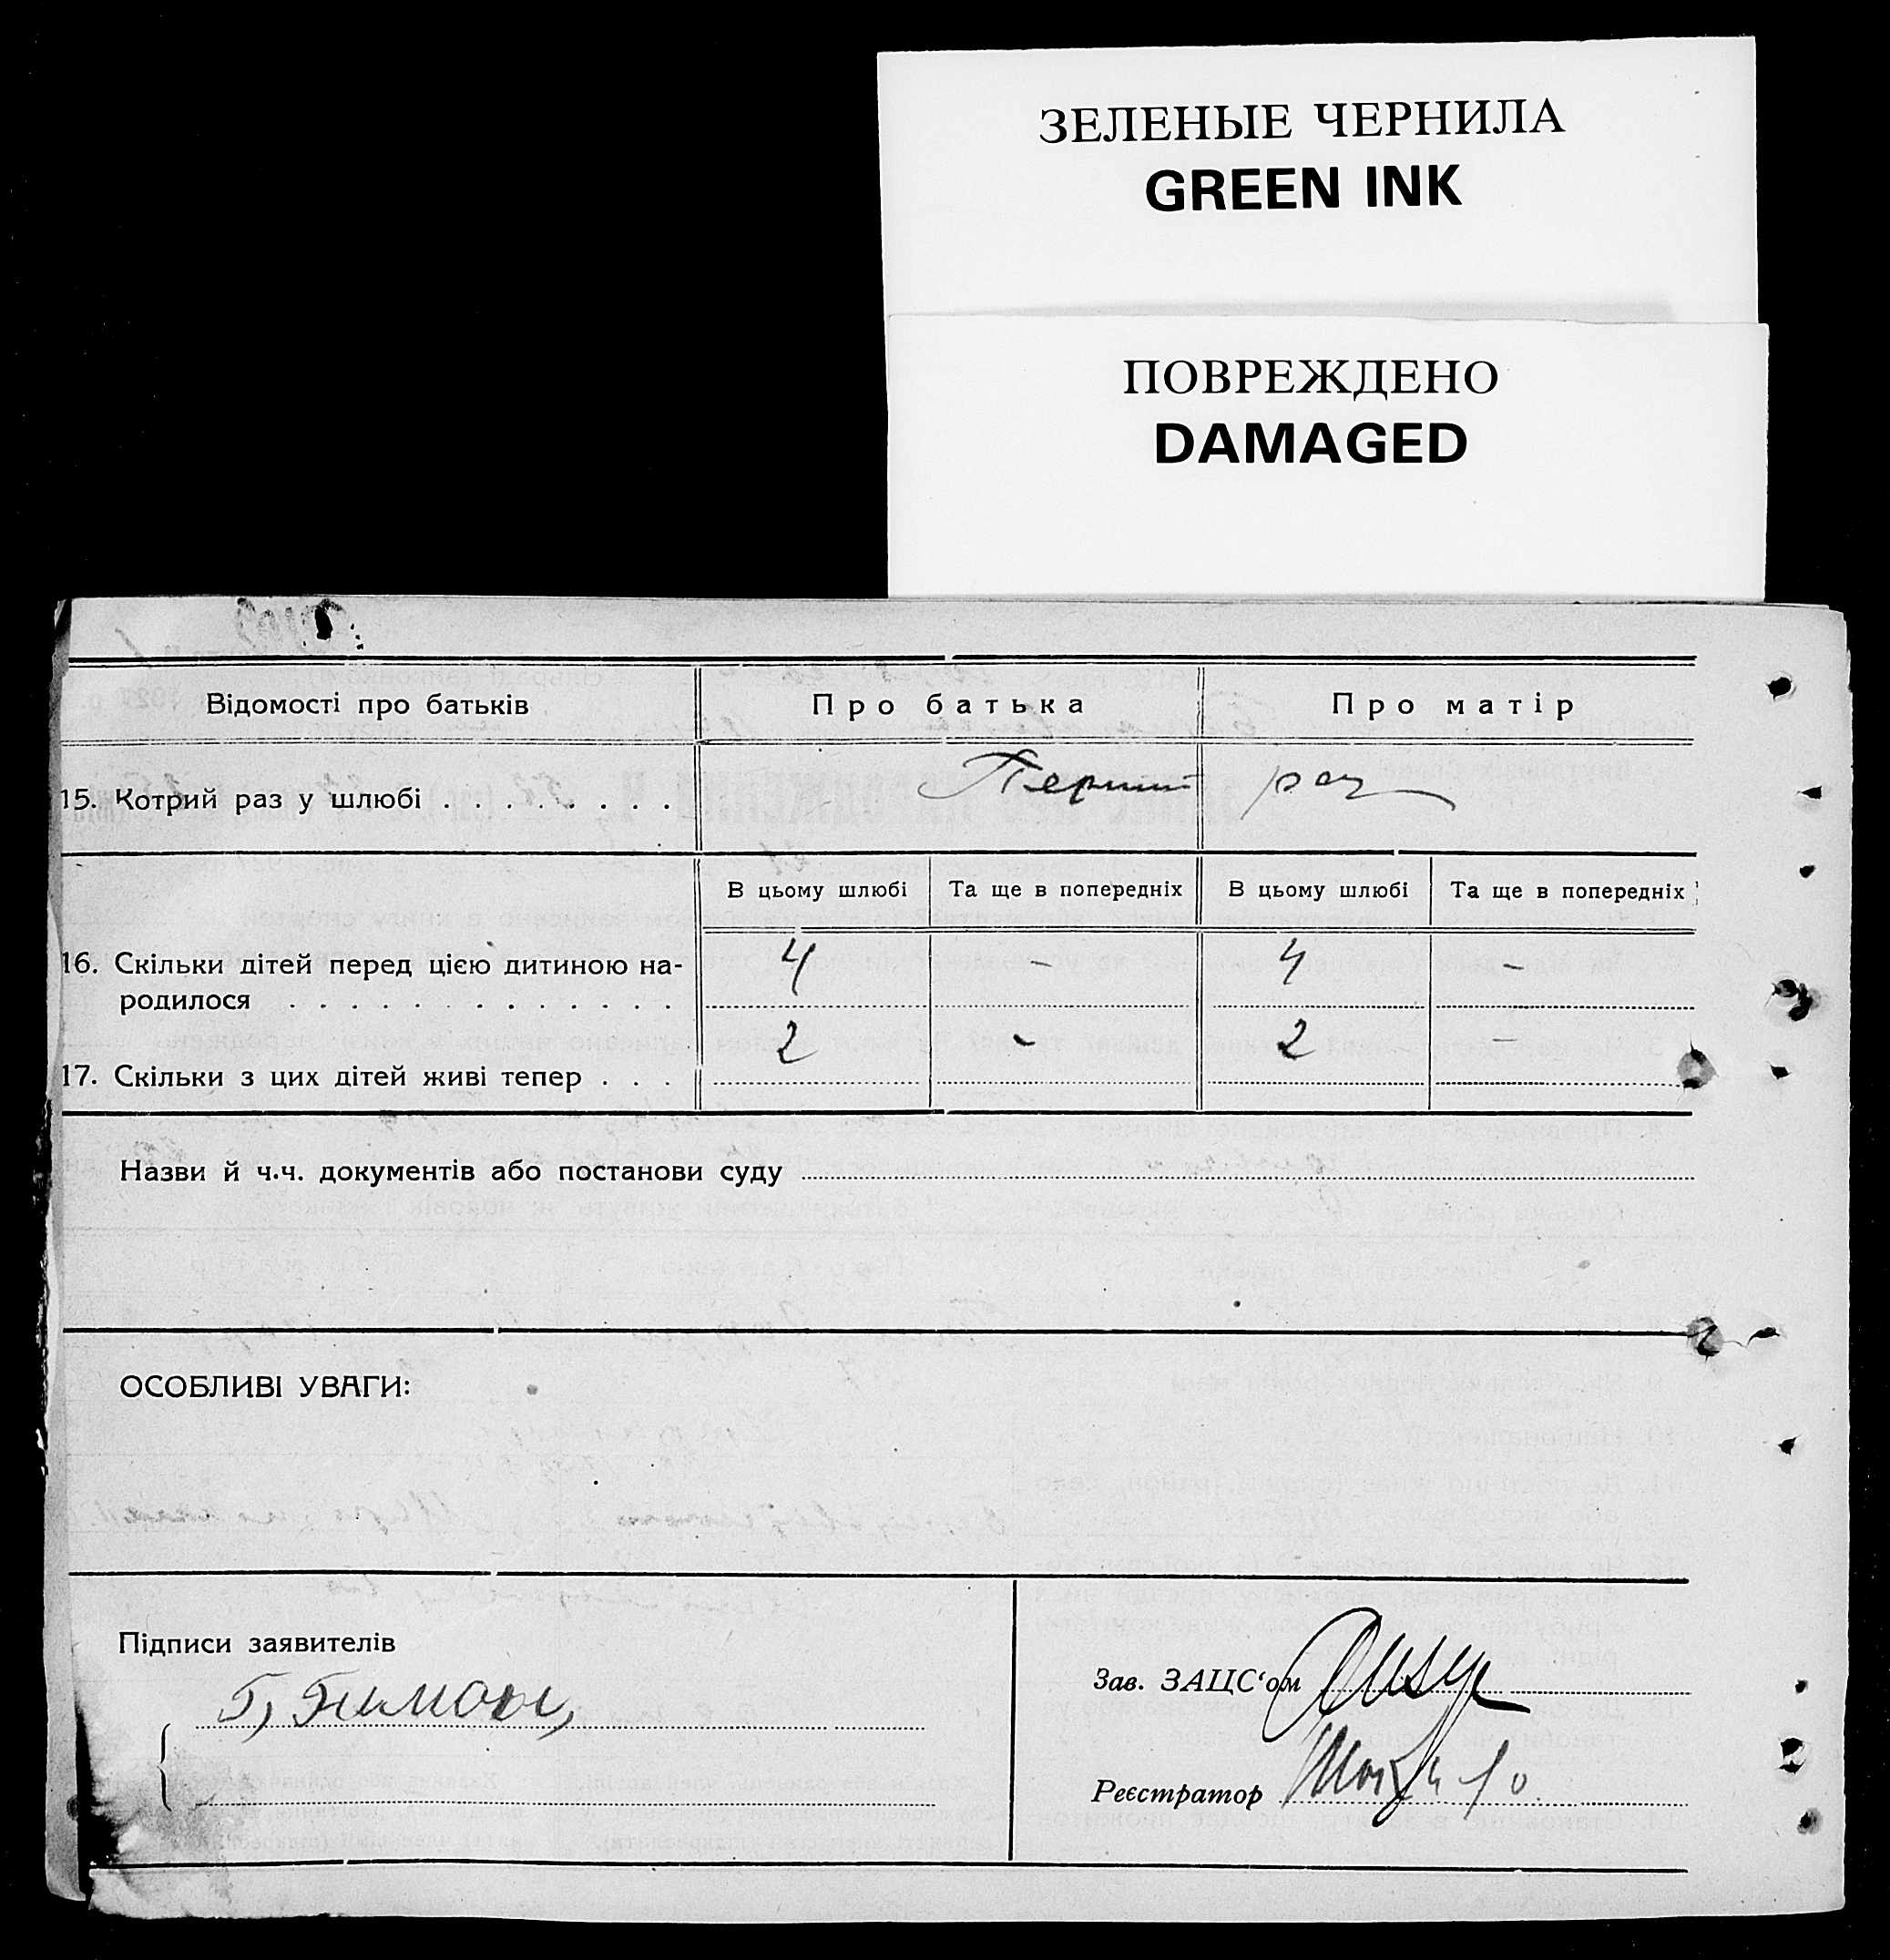 ЗЕЛЕНЫЕ ЧЕРНИЛА
GREEN INK
ПОВРЕЖДЕНО
DAMAGED
Відомості про батьків Про батька Про матір
15. Котрий раз у шлюбі . . . . . . . . Перший раз
В цьому шлюбі Та ще в попередніх В цьому шлюбі Та ще в попередніх
16. Скільки дітей перед цією дитиною на- 4 - 4 -
родилося . . . . . . . . . . . . .
17. Скільки з цих дітей живі тепер . . . 2 - 2 -
Назви й ч.ч. документів або постанови суду
ОСОБЛИВІ УВАГИ:
Підписи заявителів
Зав. ЗАЦС‘ом
Реєстратор